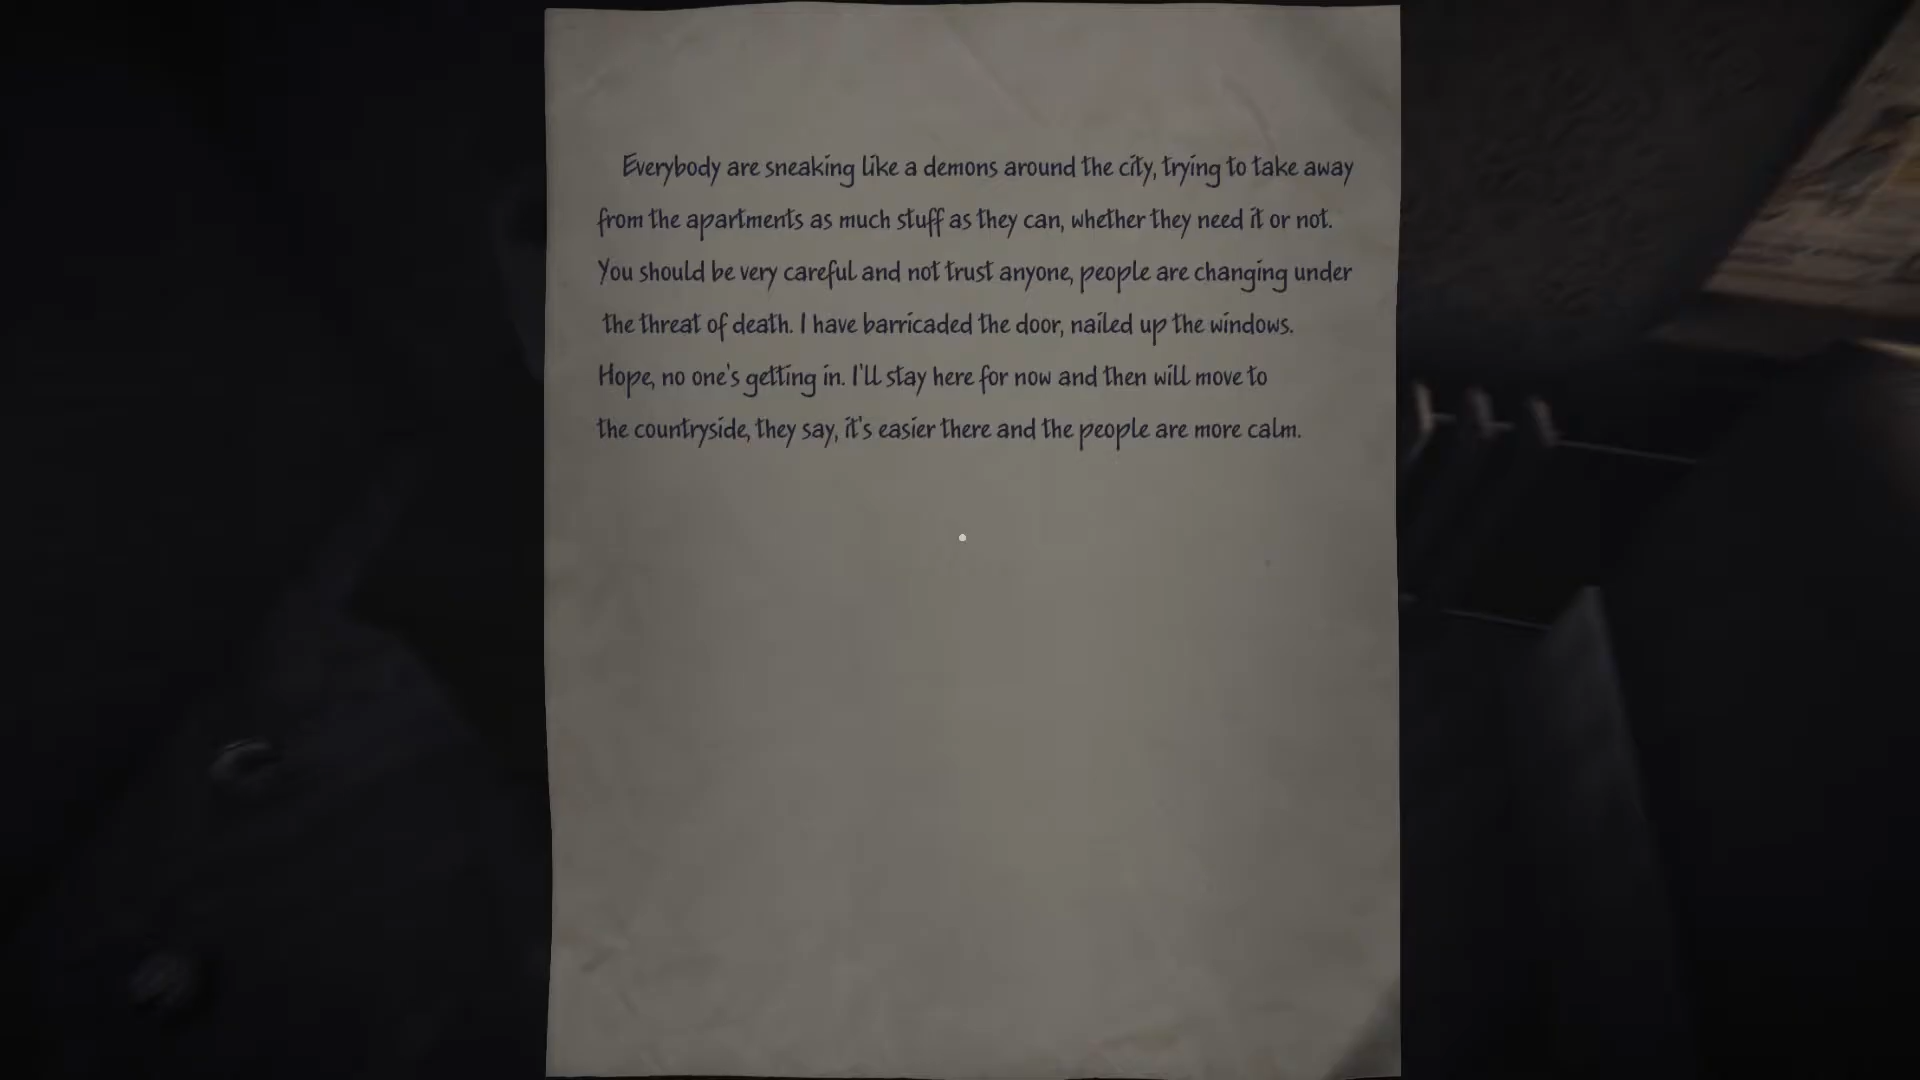 Everybody are sneaking like a demons around the city, trying to take away
from the apartments as much stuff as they can, whether they need it or not.
You should be very careful and not trust anyone, people are changing under
the threat of death. I have barricaded the door, nailed up the windows.
Hope, no one's getting in. I'll stay here for now and then will move to
the countryside, they say, it's easier there and the people are more calm.